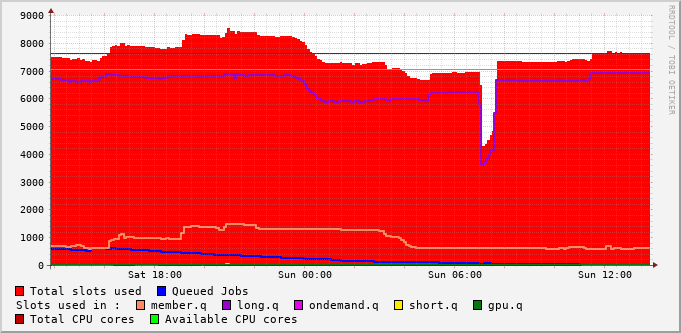 9000
8000
7000
6000
5000
4000
3000
2000
1000
0
Sat 18:00 Sun 00:00 Sun 06:00 Sun 12:00
RRDTOOL / TOBI OETIKER
Total slots used Queued Jobs
Slots used in : member.q long.q ondemand.q short.q gpu.q
Total CPU cores Available CPU cores